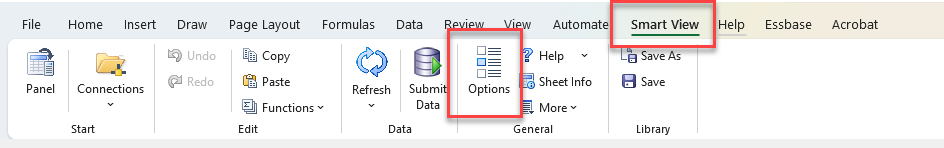 File Home Insert Draw Page Layout Formulas Data Review View Automate Smart View Help Essbase Acrobat
Undo Copy Help Save As
Redo Paste Sheet Info Save
Panel Connections Refresh Submit Options
Functions Data More
Start Edit Data General Library